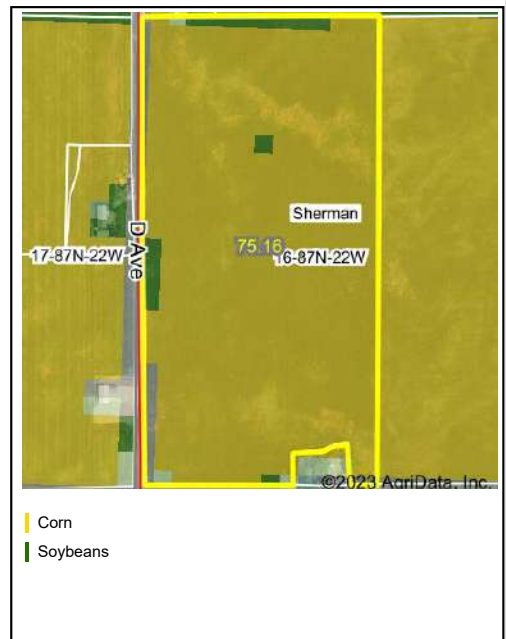 Sherman
75.16
17-87N-22W
D Ave
16-87N-22W
©2023 AgriData, Inc.
Corn
Soybeans